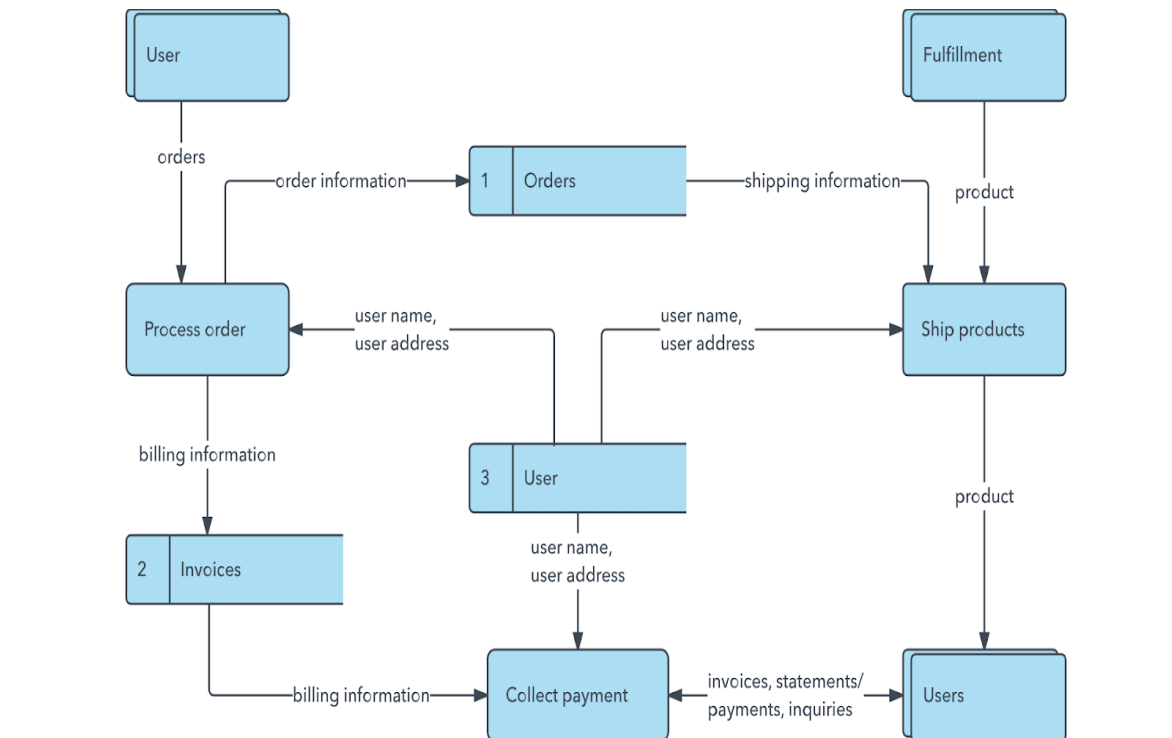 User
Fulfillment
orders
order information
1 Orders
shipping information
product
Process order
user name,
user address
user name,
user address
Ship products
billing information
3 User
product
2 Invoices
user name,
user address
billing information
Collect payment
invoices, statements/
payments, inquiries
Users